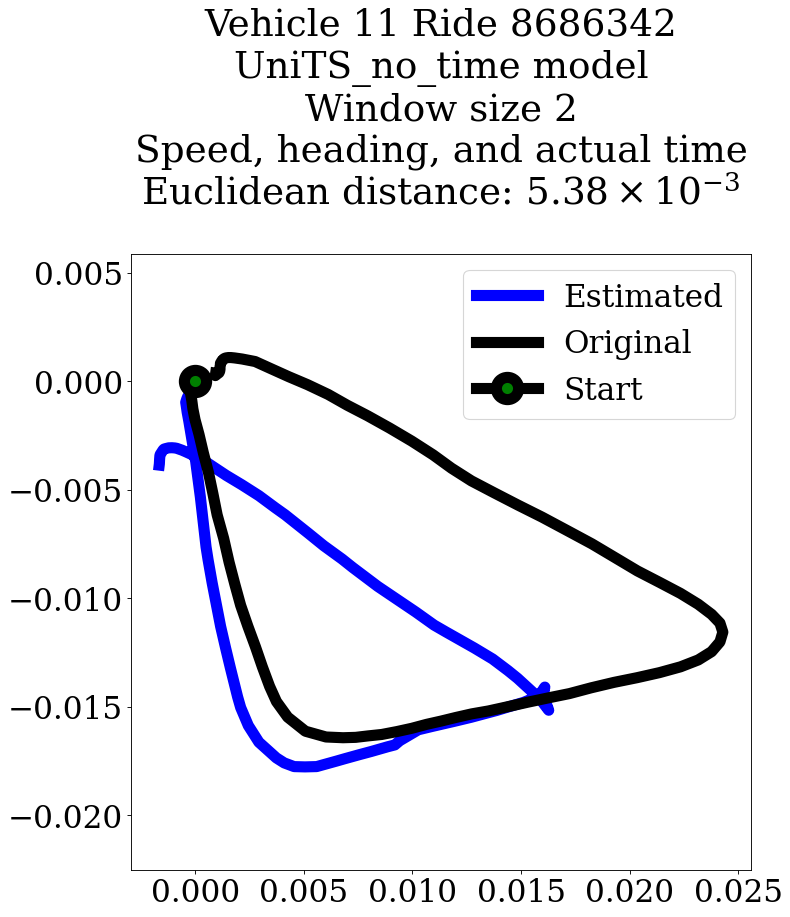 Vehicle 11 Ride 8686342
UniTS_no_time model
Window size 2
Speed, heading, and actual time
Euclidean distance: 5.38 × 10⁻³
Estimated
Original
Start
0.005
0.000
−0.005
−0.010
−0.015
−0.020
0.000 0.005 0.010 0.015 0.020 0.025